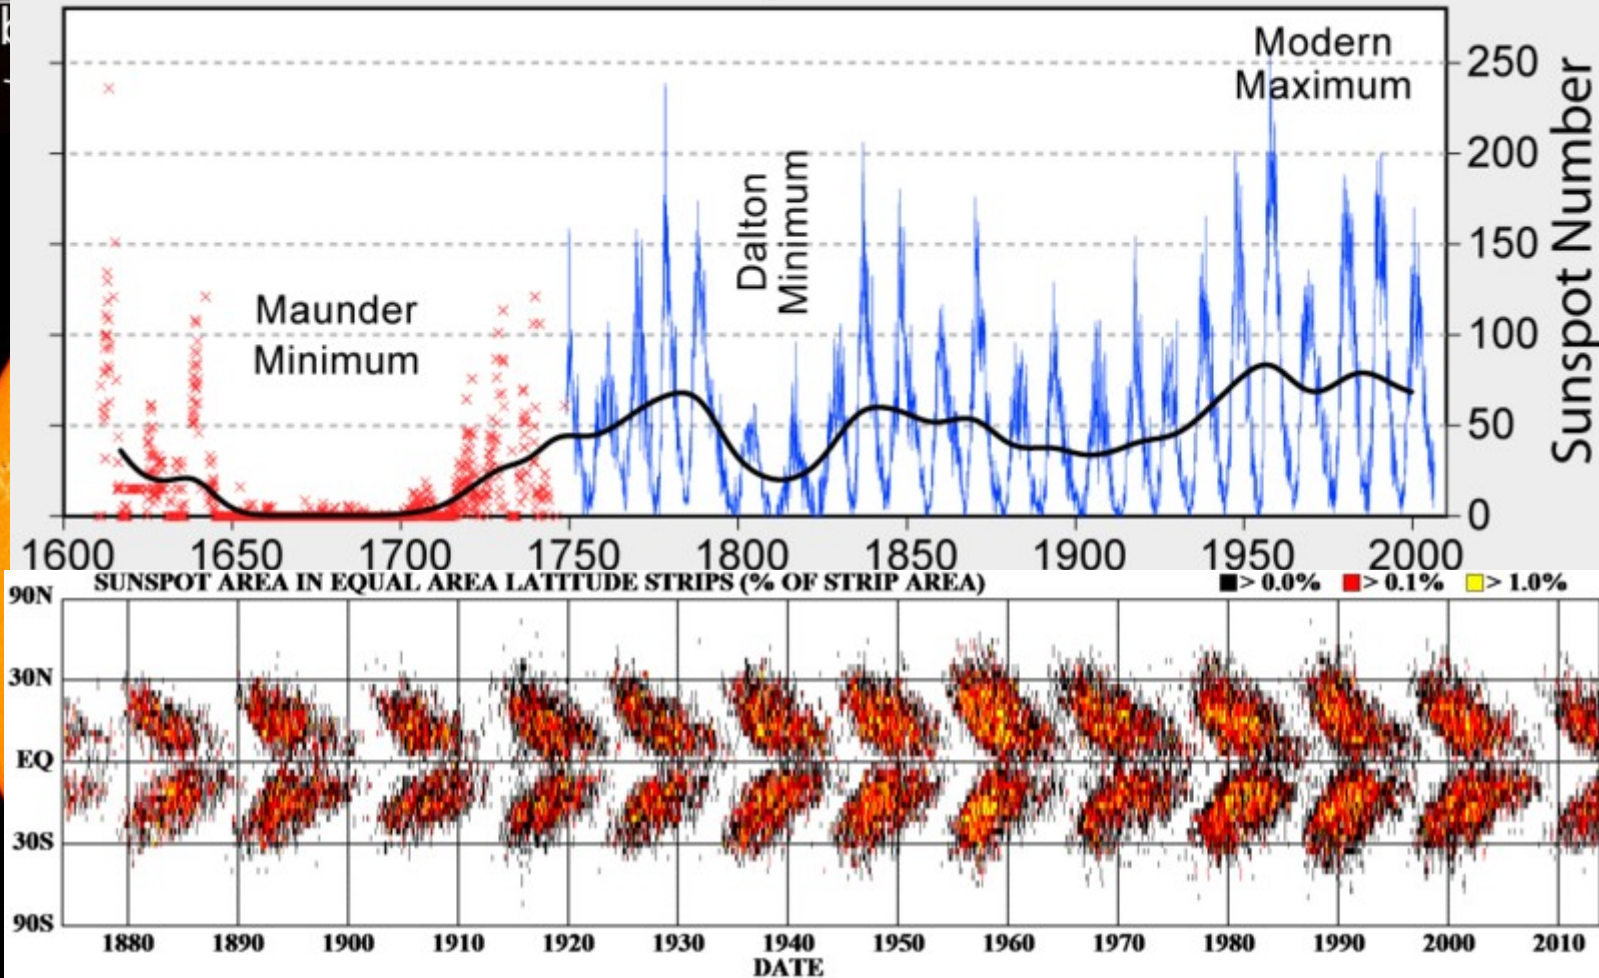 Modern
Maximum
Dalton
Minimum
Maunder
Minimum
250
200
150
100
50
0
Sunspot Number
1600 1650 1700 1750 1800 1850 1900 1950 2000
SUNSPOT AREA IN EQUAL AREA LATITUDE STRIPS (% OF STRIP AREA) > 0.0% > 0.1% > 1.0%
90N
30N
EQ
30S
90S
1880 1890 1900 1910 1920 1930 1940 1950 1960 1970 1980 1990 2000 2010
DATE